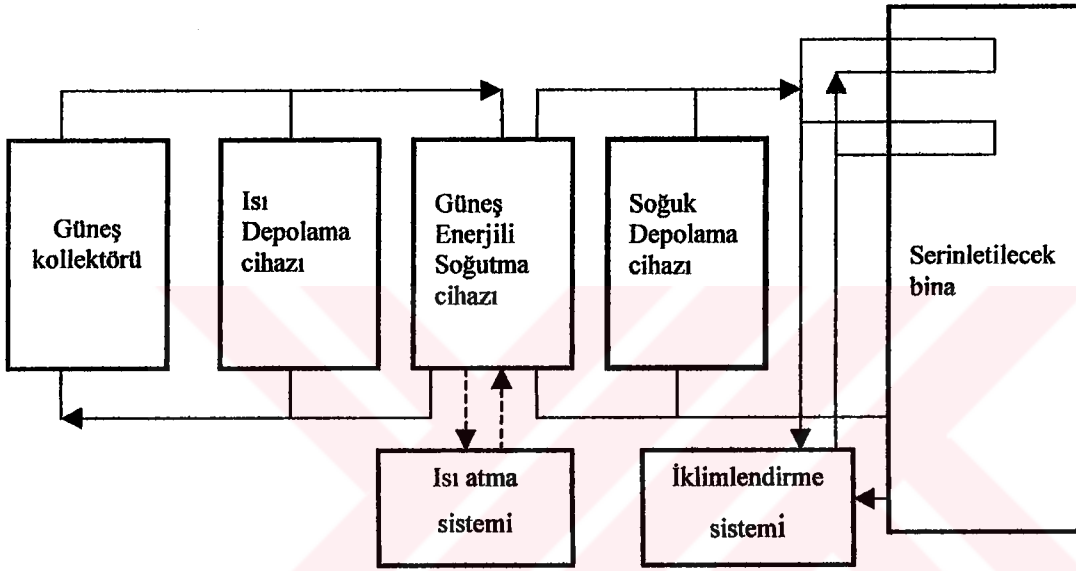 Güneş
kollektörü
Isı
Depolama
cihazı
Güneş
Enerjili
Soğutma
cihazı
Soğuk
Depolama
cihazı
Serinletilecek
bina
Isı atma
sistemi
İklimlendirme
sistemi